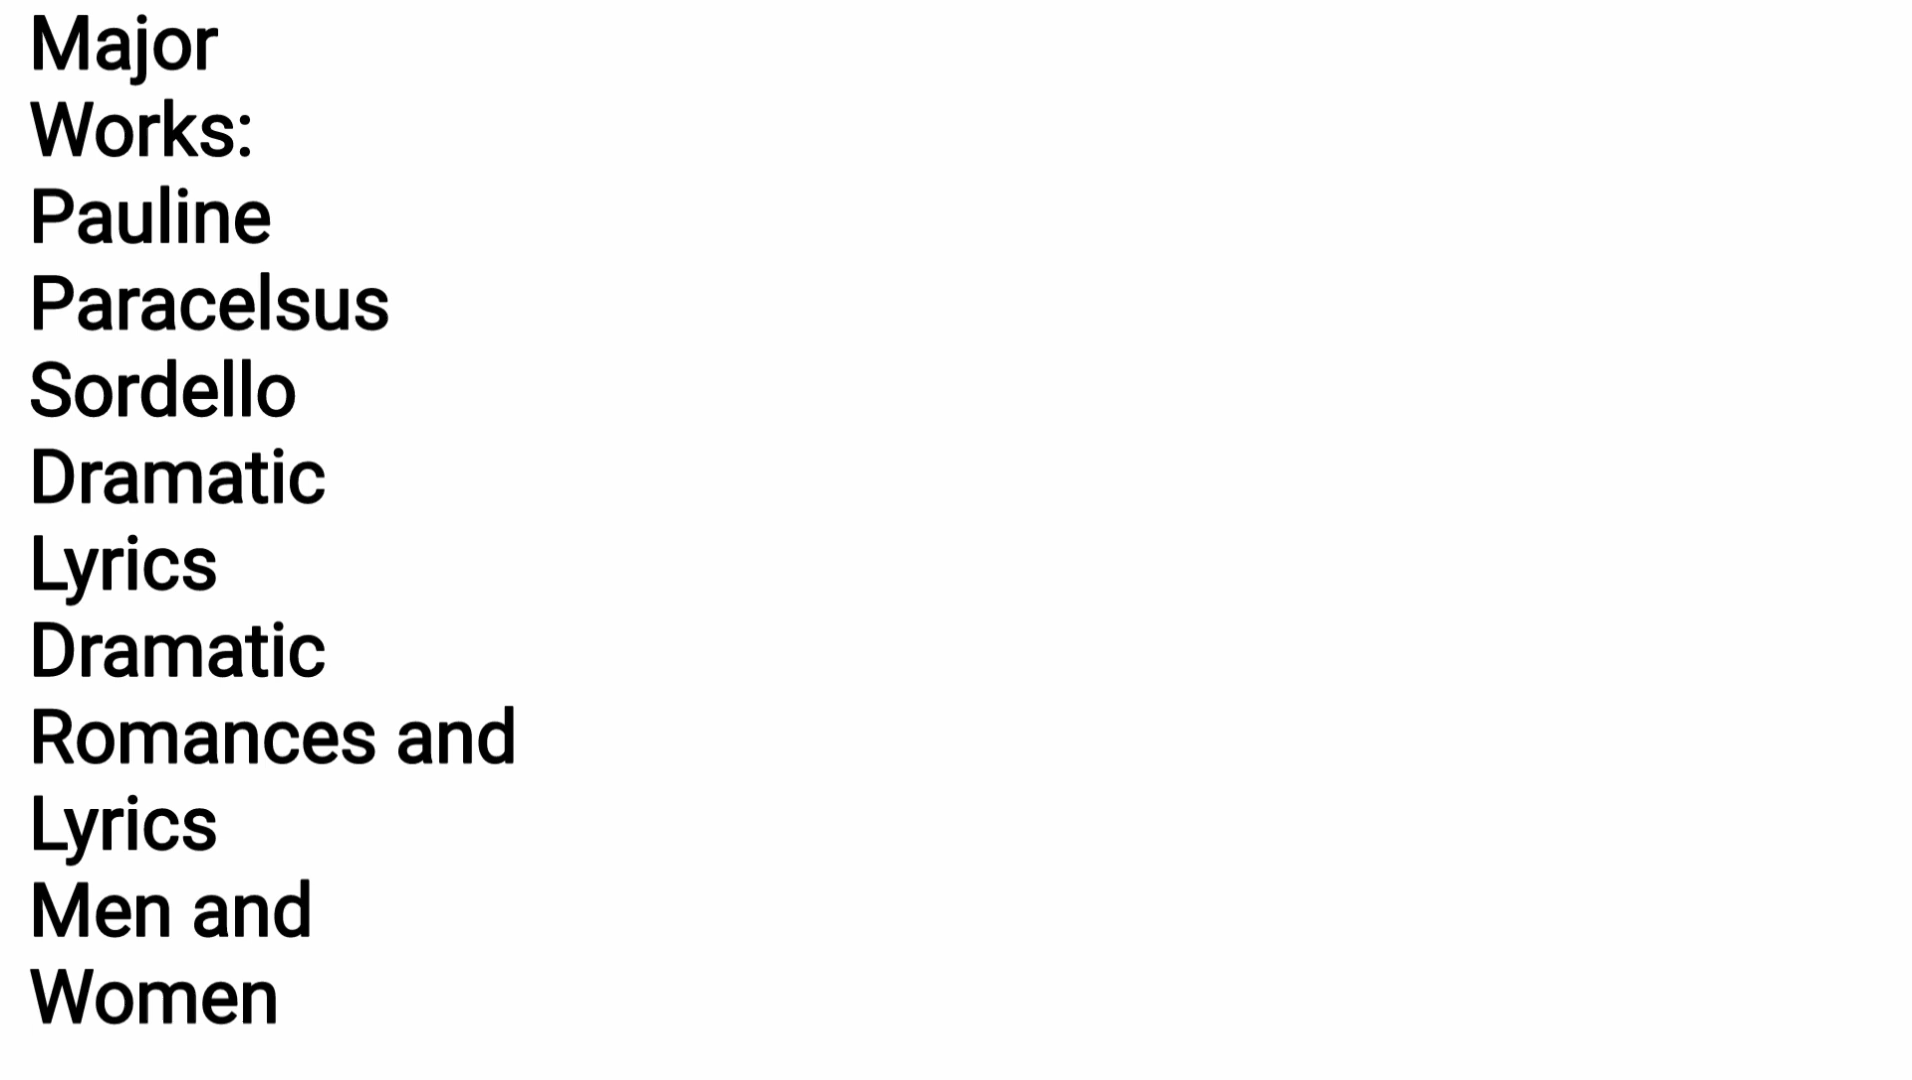 Major
Works:
Pauline
Paracelsus
Sordello
Dramatic
Lyrics
Dramatic
Romances and
Lyrics
Men and
Women